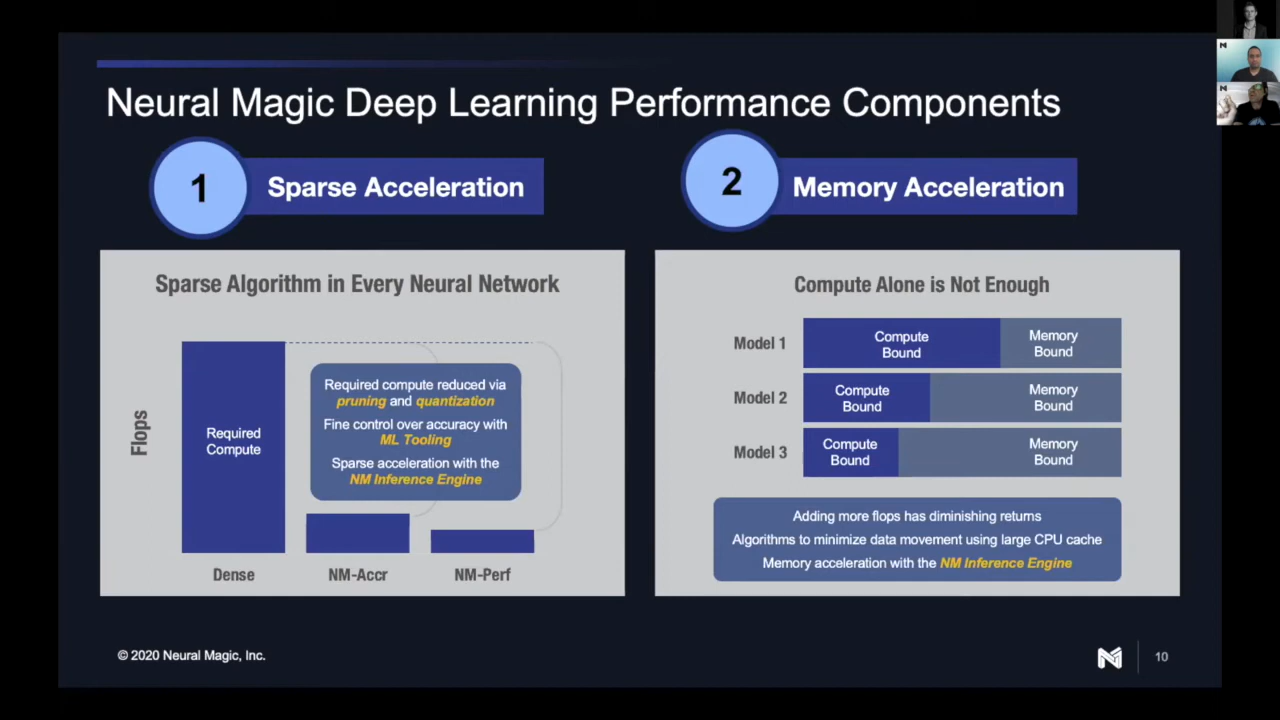 Neural Magic Deep Learning Performance Components
1
Sparse Acceleration
2
Memory Acceleration
Sparse Algorithm in Every Neural Network
Flops
Required
Compute
Required compute reduced via
pruning and quantization
Fine control over accuracy with
ML Tooling
Sparse acceleration with the
NM Inference Engine
Dense
NM-Accr
NM-Perf
Compute Alone is Not Enough
Model 1
Compute
Bound
Memory
Bound
Model 2
Compute
Bound
Memory
Bound
Model 3
Compute
Bound
Memory
Bound
Adding more flops has diminishing returns
Algorithms to minimize data movement using large CPU cache
Memory acceleration with the NM Inference Engine
© 2020 Neural Magic, Inc.
10